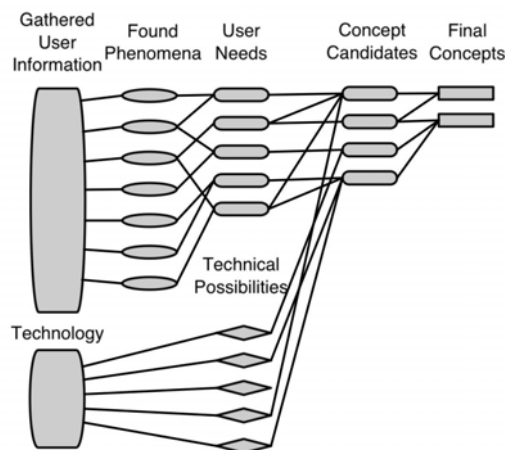 Gathered
User
Information
Found
Phenomena
User
Needs
Concept
Candidates
Final
Concepts
Technical
Possibilities
Technology